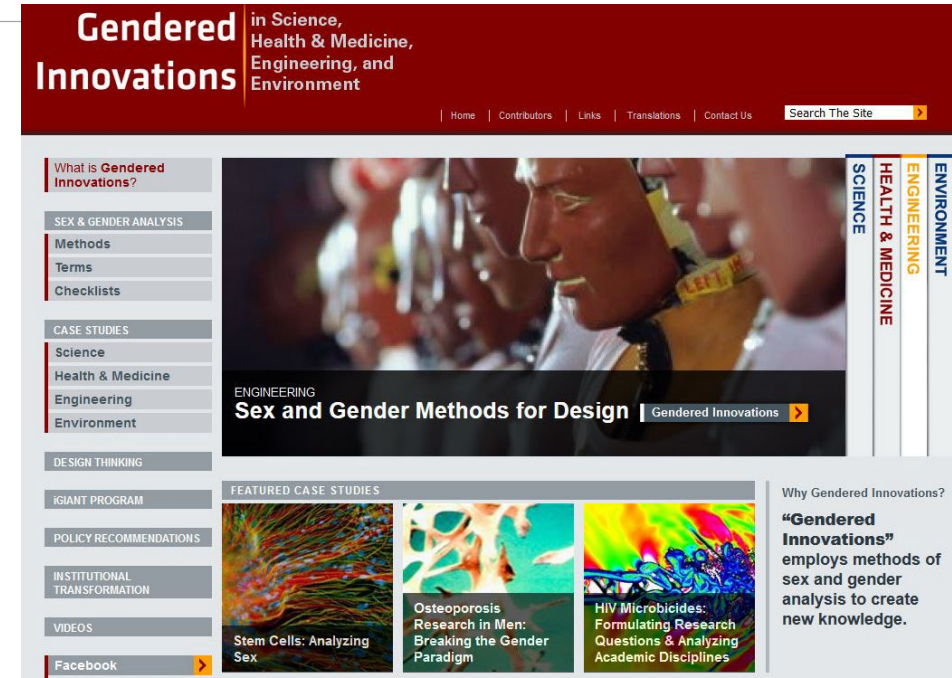 Gendered
Innovations
in Science,
Health & Medicine,
Engineering, and
Environment
| Home | Contributors | Links | Translations | Contact Us
Search The Site
What is Gendered
Innovations?
SEX & GENDER ANALYSIS
Methods
Terms
Checklists
CASE STUDIES
Science
Health & Medicine
Engineering
Environment
DESIGN THINKING
iGIANT PROGRAM
POLICY RECOMMENDATIONS
INSTITUTIONAL
TRANSFORMATION
VIDEOS
Facebook
LEFT
ENGINEERING
Sex and Gender Methods for Design | Gendered Innovations
SCIENCE
HEALTH & MEDICINE
ENGINEERING
ENVIRONMENT
FEATURED CASE STUDIES
Stem Cells: Analyzing
Sex
Osteoporosis
Research in Men:
Breaking the Gender
Paradigm
HIV Microbicides:
Formulating Research
Questions & Analyzing
Academic Disciplines
Why Gendered Innovations?
“Gendered
Innovations”
employs methods of
sex and gender
analysis to create
new knowledge.